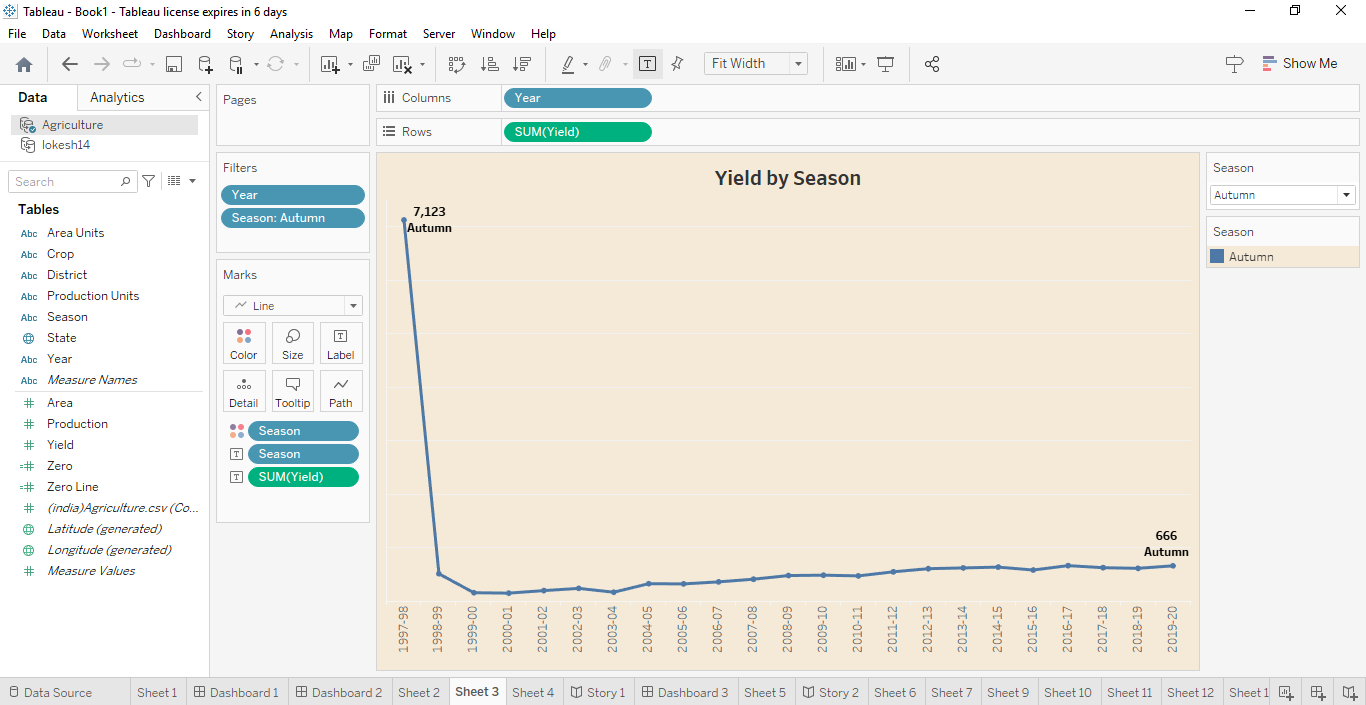 Tableau - Book1 - Tableau license expires in 6 days
File Data Worksheet Dashboard Story Analysis Map Format Server Window Help
Fit Width
Show Me
Data Analytics
Agriculture
lokesh14
Search
Tables
Abc Area Units
Abc Crop
Abc District
Abc Production Units
Abc Season
State
Abc Year
Abc Measure Names
# Area
# Production
# Yield
=# Zero
=# Zero Line
# (india)Agriculture.csv (Co...
Latitude (generated)
Longitude (generated)
# Measure Values
Pages
Filters
Year
Season: Autumn
Marks
Line
Color Size Label
Detail Tooltip Path
Season
Season
SUM(Yield)
Columns Year
Rows SUM(Yield)
Yield by Season
7,123
Autumn
666
Autumn
1997-98
1998-99
1999-00
2000-01
2001-02
2002-03
2003-04
2004-05
2005-06
2006-07
2007-08
2008-09
2009-10
2010-11
2011-12
2012-13
2013-14
2014-15
2015-16
2016-17
2017-18
2018-19
2019-20
Season
Autumn
Season
Autumn
Data Source Sheet 1 Dashboard 1 Dashboard 2 Sheet 2 Sheet 3 Sheet 4 Story 1 Dashboard 3 Sheet 5 Story 2 Sheet 6 Sheet 7 Sheet 9 Sheet 10 Sheet 11 Sheet 12 Sheet 1